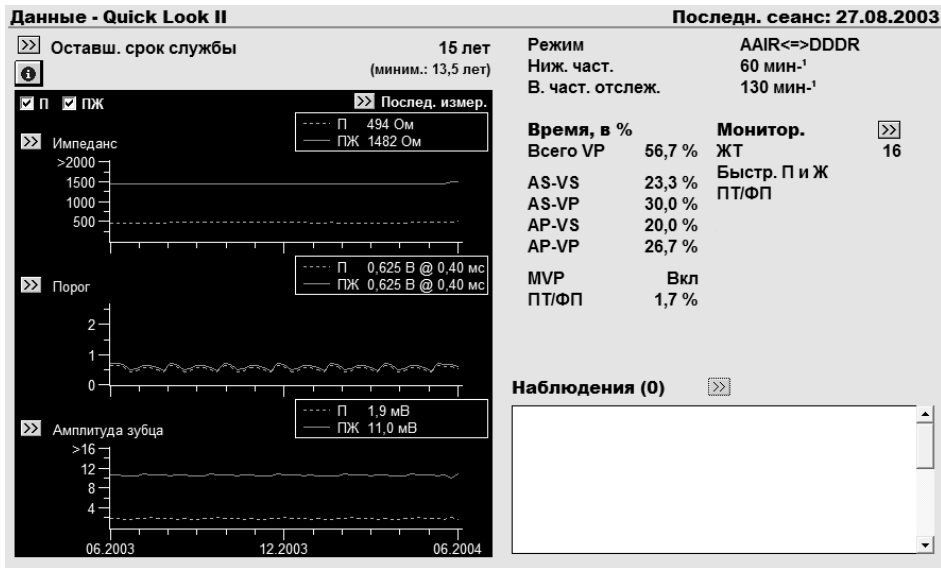 Данные - Quick Look II
Последн. сеанс: 27.08.2003
>> Оставш. срок службы 15 лет
(миним.: 13,5 лет)
П ПЖ >> Послед. измер.
>> Импеданс
П 494 Ом
ПЖ 1482 Ом
>2000
1500
1000
500
>> Порог
П 0,625 В @ 0,40 мс
ПЖ 0,625 В @ 0,40 мс
2
1
0
>> Амплитуда зубца
П 1,9 мВ
ПЖ 11,0 мВ
>16
12
8
4
06.2003 12.2003 06.2004
Режим AAIR<=>DDDR
Ниж. част. 60 мин-¹
В. част. отслеж. 130 мин-¹
Время, в %
Всего VP 56,7 %
AS-VS 23,3 %
AS-VP 30,0 %
AP-VS 20,0 %
AP-VP 26,7 %
MVP Вкл
ПТ/ФП 1,7 %
Монитор. >>
ЖТ 16
Быстр. П и Ж
ПТ/ФП
Наблюдения (0) >>